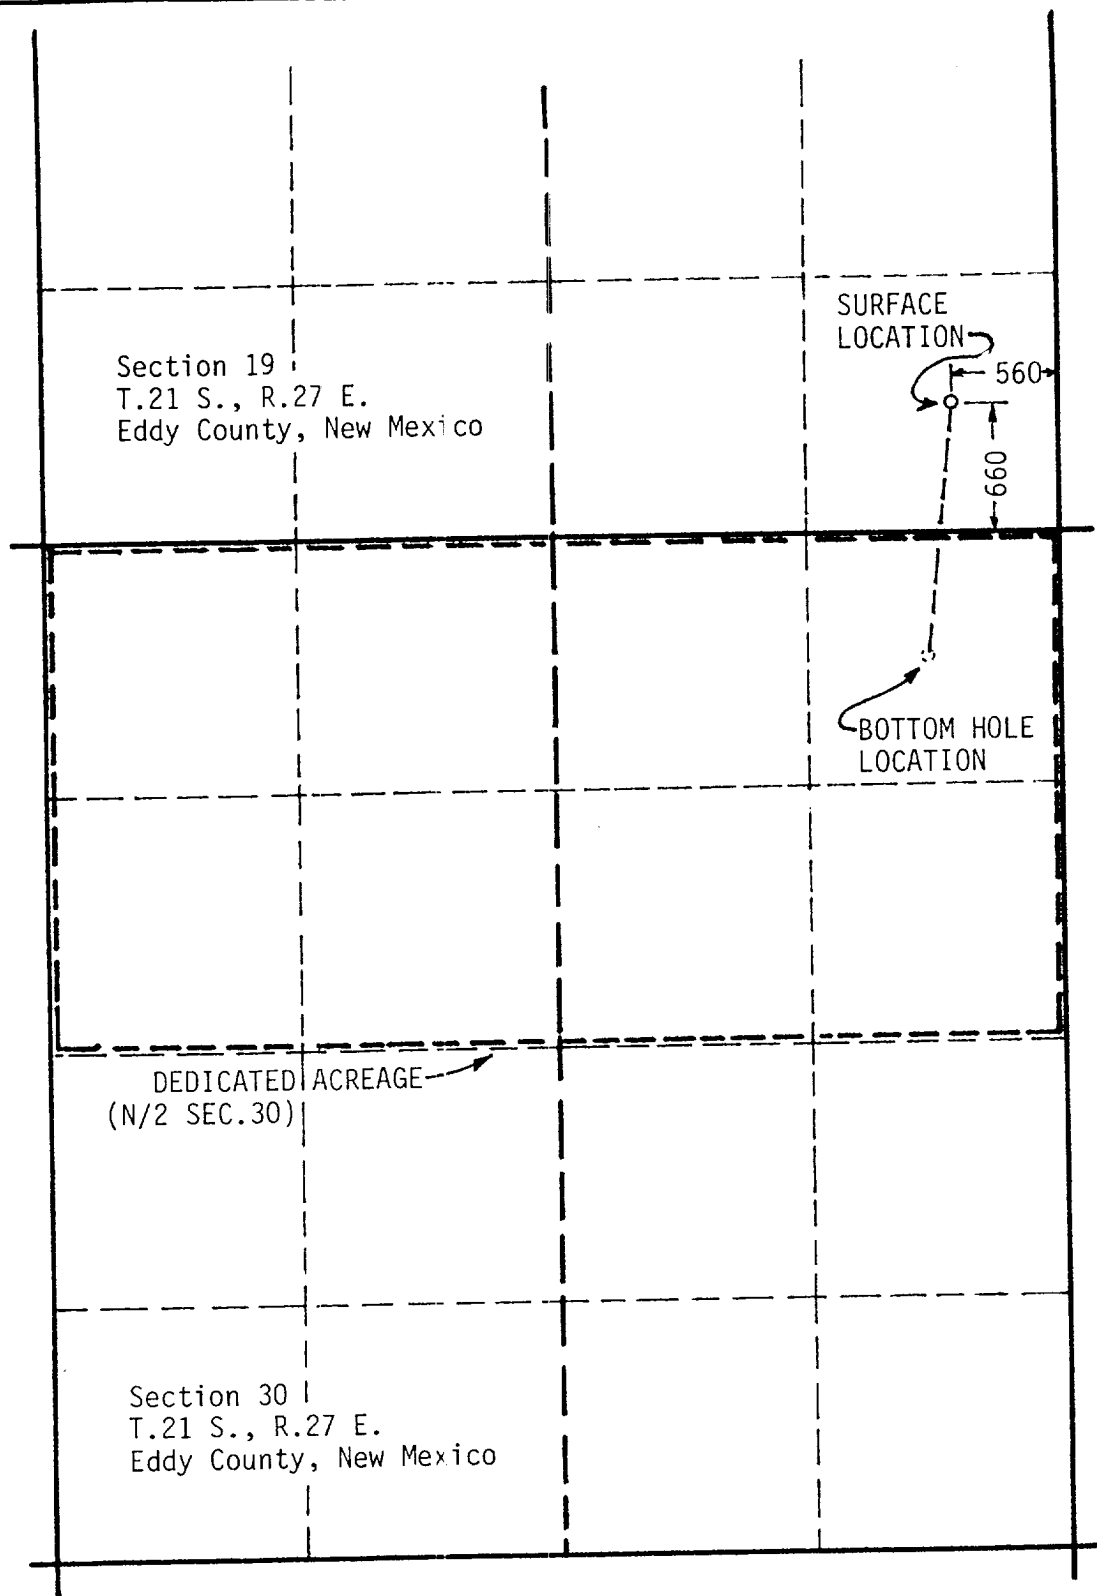 SURFACE
LOCATION
560
660
Section 19
T.21 S., R.27 E.
Eddy County, New Mexico
BOTTOM HOLE
LOCATION
DEDICATED ACREAGE
(N/2 SEC.30)
Section 30
T.21 S., R.27 E.
Eddy County, New Mexico